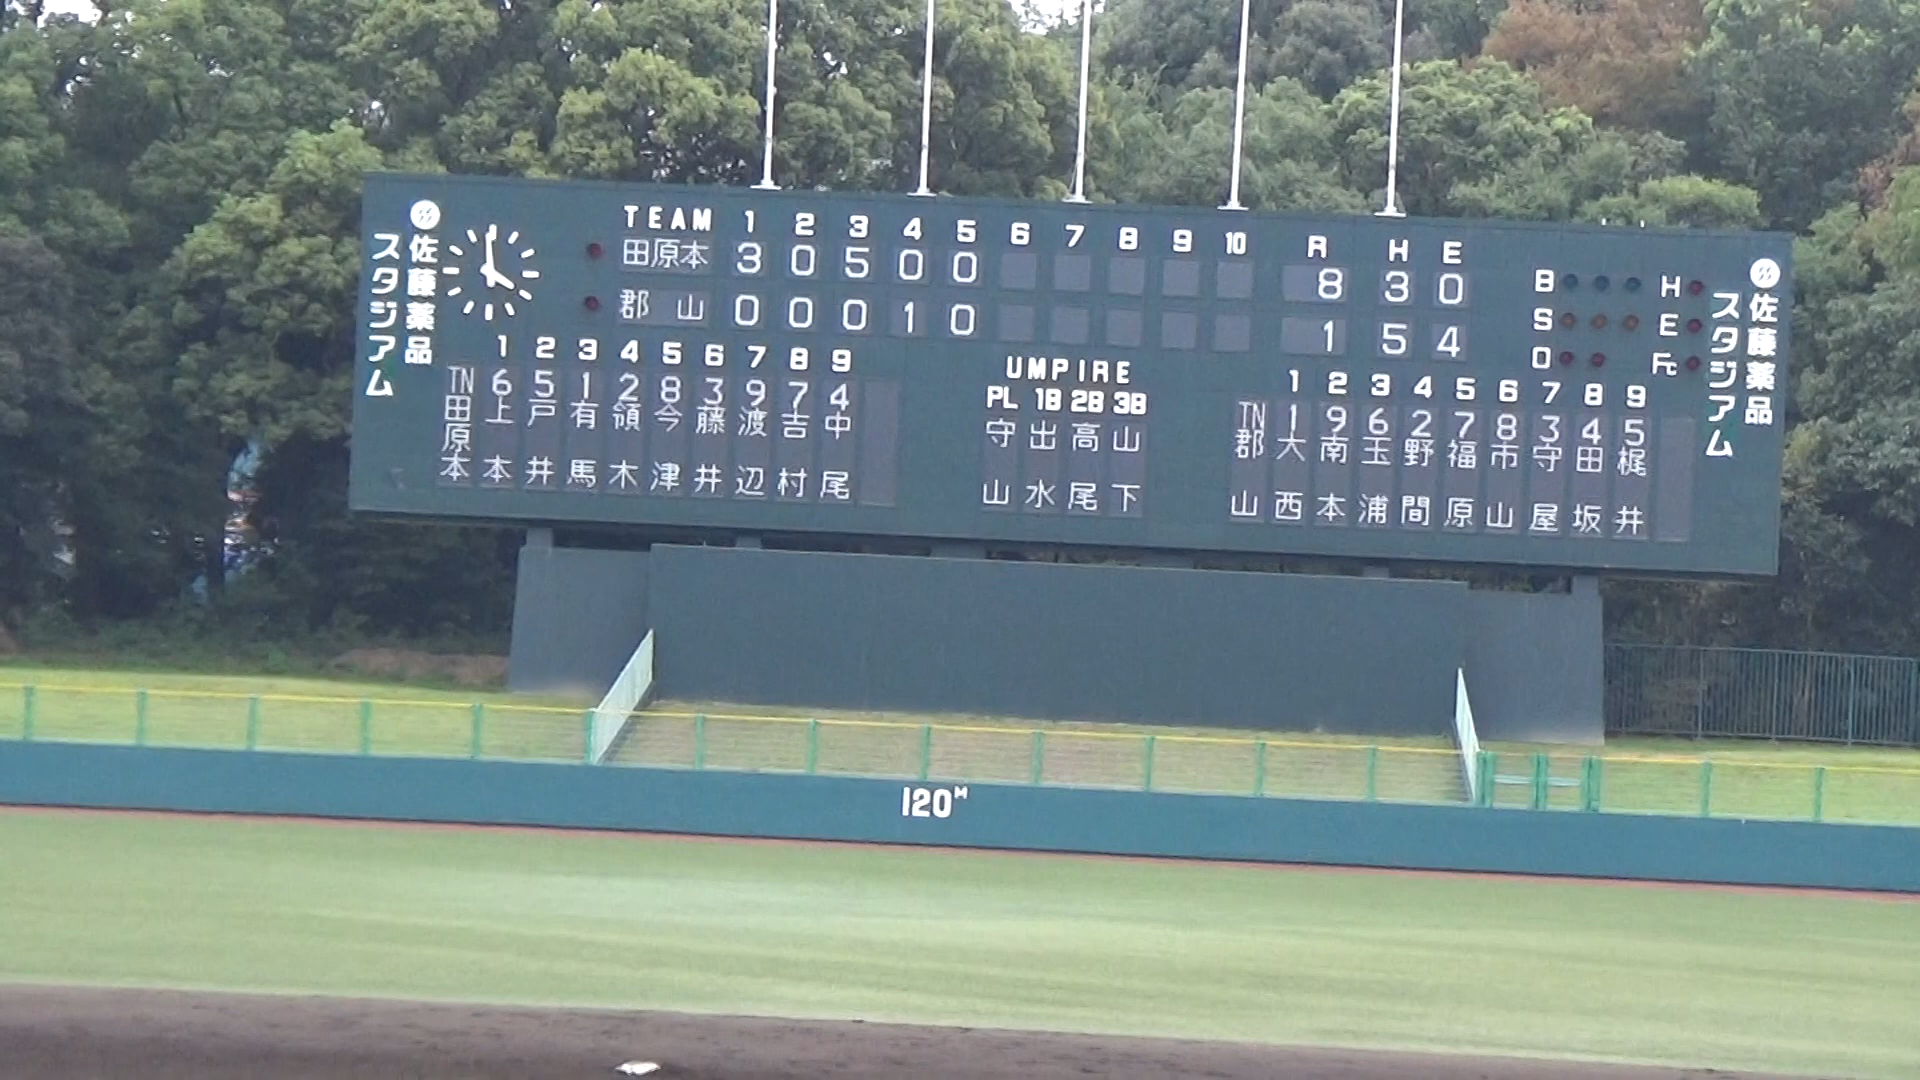 佐藤薬品
スタジアム
TEAM 1 2 3 4 5 6 7 8 9 10 R H E
田原本 3 0 5 0 0 8 3 0
郡山 0 0 0 1 0 1 5 4
B H
S E
O Fc
佐藤薬品
スタジアム
1 2 3 4 5 6 7 8 9
TN 6 5 1 2 8 3 9 7 4
田原本 上本 戸井 有馬 領木 今津 藤井 渡辺 吉村 中尾
UMPIRE
PL 1B 2B 3B
守山 出水 高尾 山下
1 2 3 4 5 6 7 8 9
TN 1 9 6 2 7 8 3 4 5
郡山 大西 南本 玉浦 野間 福原 市山 守屋 田坂 梶井
120M